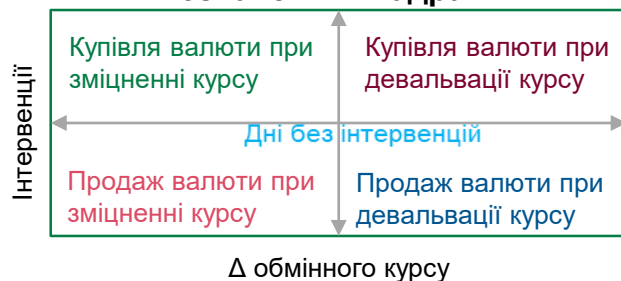 Купівля валюти при
зміцненні курсу
Купівля валюти при
девальвації курсу
Інтервенції
Дні без інтервенцій
Продаж валюти при
зміцненні курсу
Продаж валюти при
девальвації курсу
Δ обмінного курсу